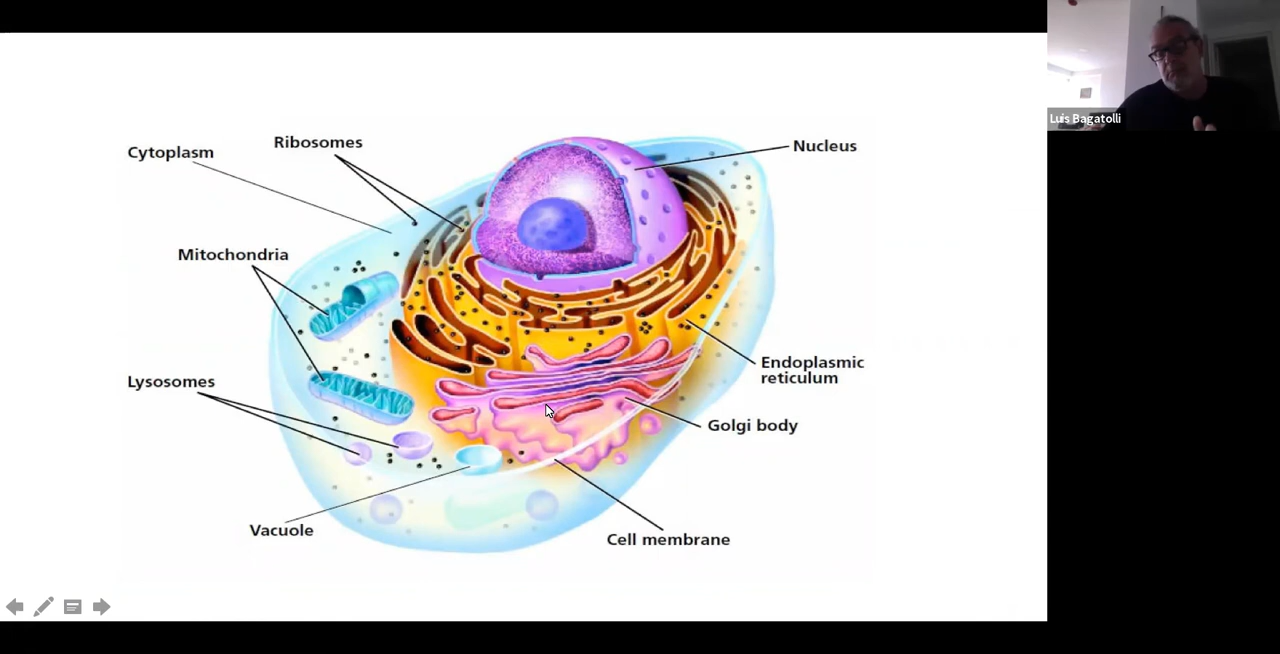 Luis Bagatolli
Ribosomes
Cytoplasm
Nucleus
Mitochondria
Endoplasmic
reticulum
Lysosomes
Golgi body
Vacuole
Cell membrane